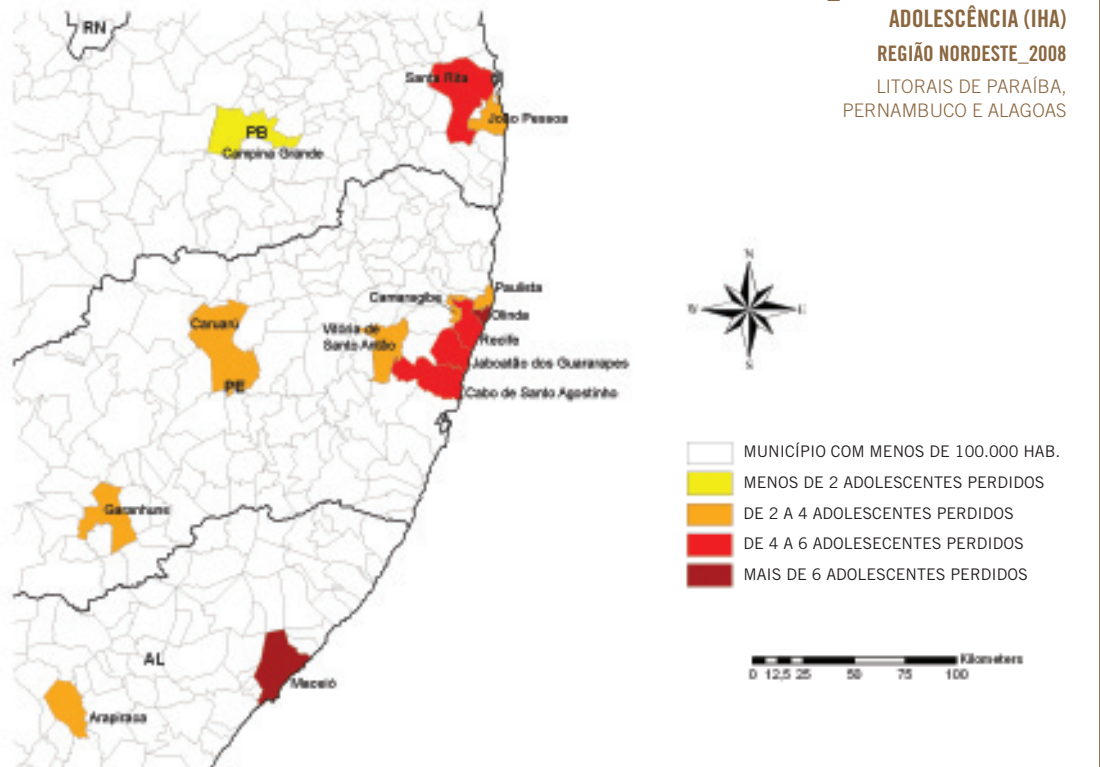 ADOLESCÊNCIA (IHA)
REGIÃO NORDESTE_2008
LITORAIS DE PARAÍBA,
PERNAMBUCO E ALAGOAS
RN
Santa Rita
João Pessoa
PB
Campina Grande
Paulista
Camaragibe
Olinda
Caruarú
Vitória de
Santo Antão
Recife
Jaboatão dos Guararapes
PE
Cabo de Santo Agostinho
Garanhuns
AL
Maceió
Arapiraca
N
W
E
S
MUNICÍPIO COM MENOS DE 100.000 HAB.
MENOS DE 2 ADOLESCENTES PERDIDOS
DE 2 A 4 ADOLESCENTES PERDIDOS
DE 4 A 6 ADOLESECENTES PERDIDOS
MAIS DE 6 ADOLESCENTES PERDIDOS
Kilometers
0 12,5 25 50 75 100